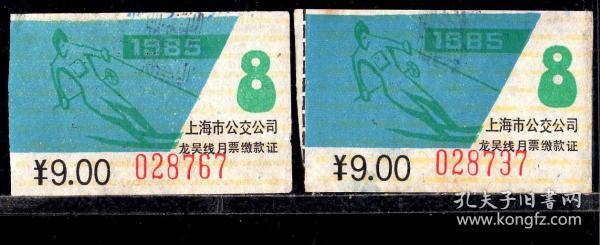 1985
8
上海市公交公司
龙吴线月票缴款证
¥9.00 028767
1985
8
上海市公交公司
龙吴线月票缴款证
¥9.00 028737
孔夫子旧书网
www.kongfz.com